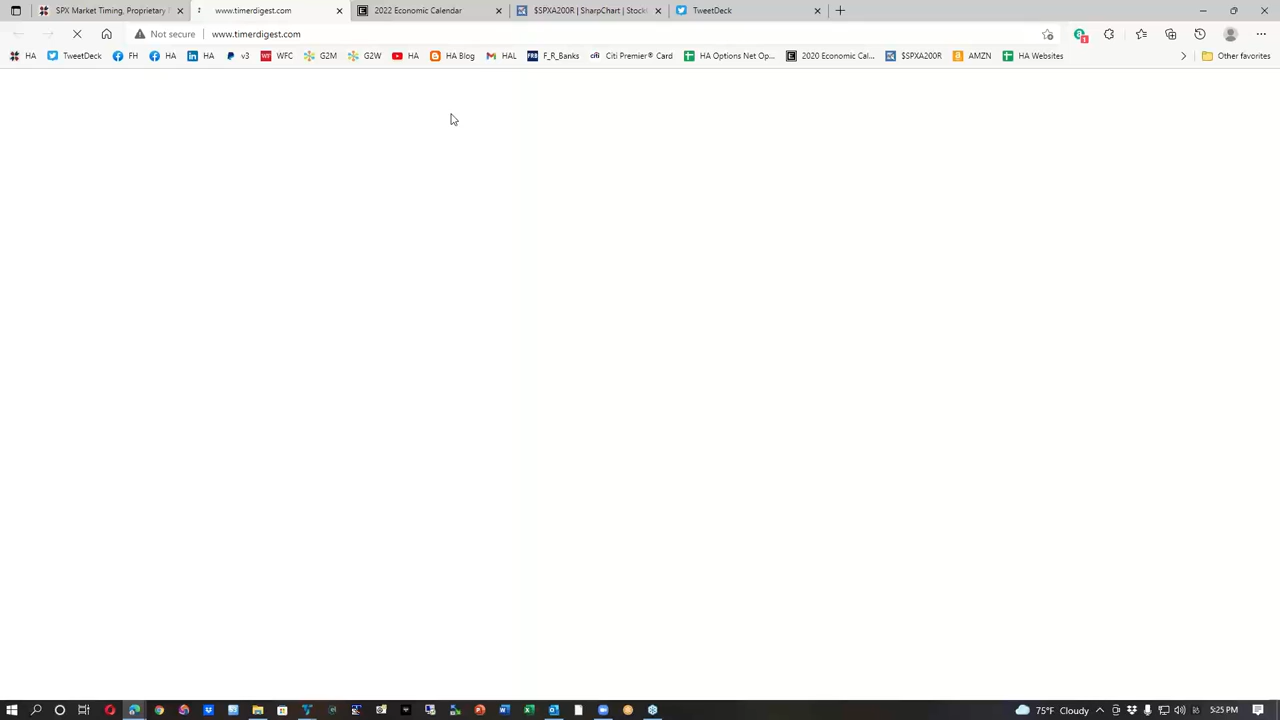 SPX Market Timing, Proprietary
www.timerdigest.com
2022 Economic Calendar
$SPXA200R | SharpChart | Stock
TweetDeck
Not secure
www.timerdigest.com
HA
TweetDeck
FH
HA
HA
v3
WFC
G2M
G2W
HA
HA Blog
HAL
F_R_Banks
Citi Premier® Card
HA Options Net Op...
2020 Economic Cal...
$SPXA200R
AMZN
HA Websites
Other favorites
75°F Cloudy
5:25 PM